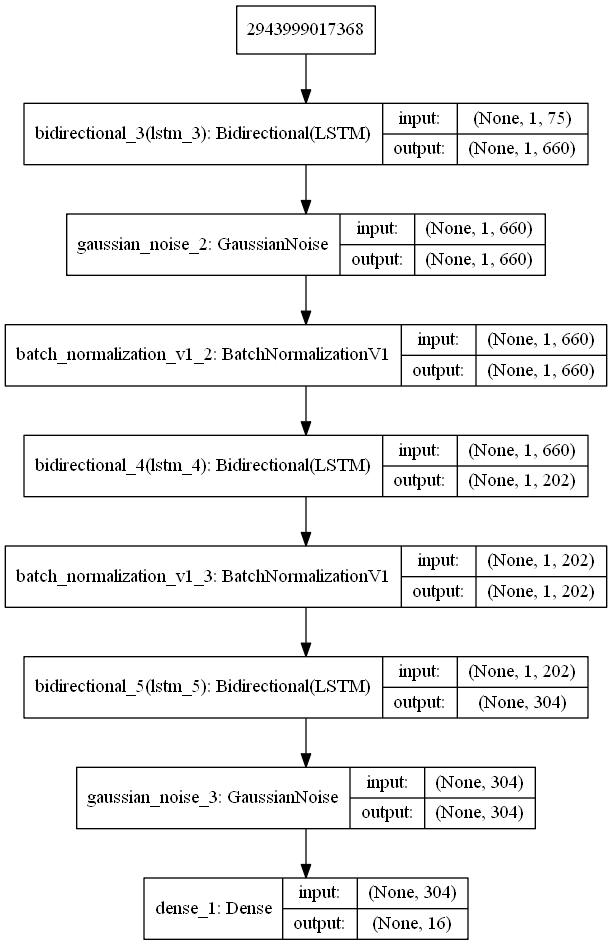 2943999017368
bidirectional_3(lstm_3): Bidirectional(LSTM)
input: (None, 1, 75)
output: (None, 1, 660)
gaussian_noise_2: GaussianNoise
input: (None, 1, 660)
output: (None, 1, 660)
batch_normalization_v1_2: BatchNormalizationV1
input: (None, 1, 660)
output: (None, 1, 660)
bidirectional_4(lstm_4): Bidirectional(LSTM)
input: (None, 1, 660)
output: (None, 1, 202)
batch_normalization_v1_3: BatchNormalizationV1
input: (None, 1, 202)
output: (None, 1, 202)
bidirectional_5(lstm_5): Bidirectional(LSTM)
input: (None, 1, 202)
output: (None, 304)
gaussian_noise_3: GaussianNoise
input: (None, 304)
output: (None, 304)
dense_1: Dense
input: (None, 304)
output: (None, 16)